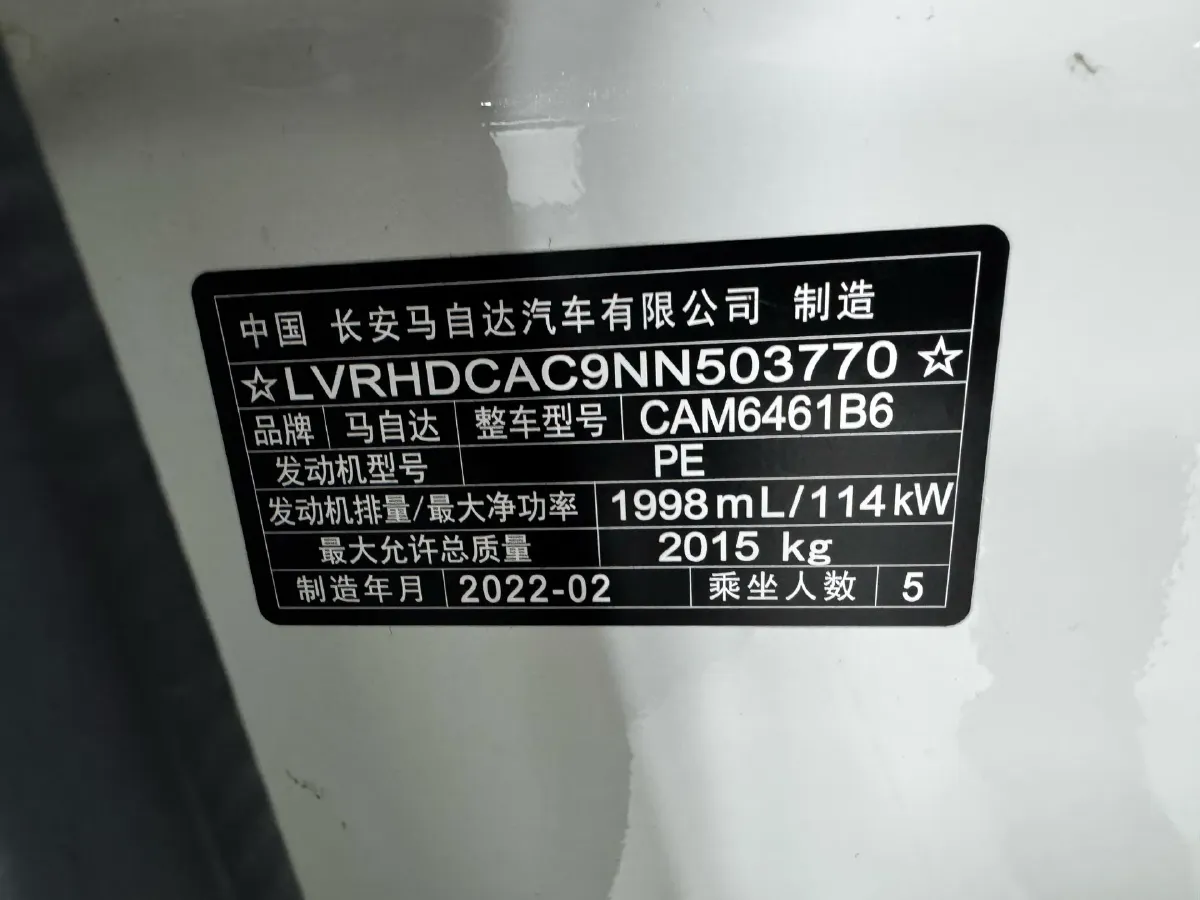 中国 长安马自达汽车有限公司 制造
☆LVRHDCAC9NN503770☆
品牌 马自达 整车型号 CAM6461B6
发动机型号 PE
发动机排量/最大净功率 1998mL/114kW
最大允许总质量 2015 kg
制造年月 2022-02 乘坐人数 5